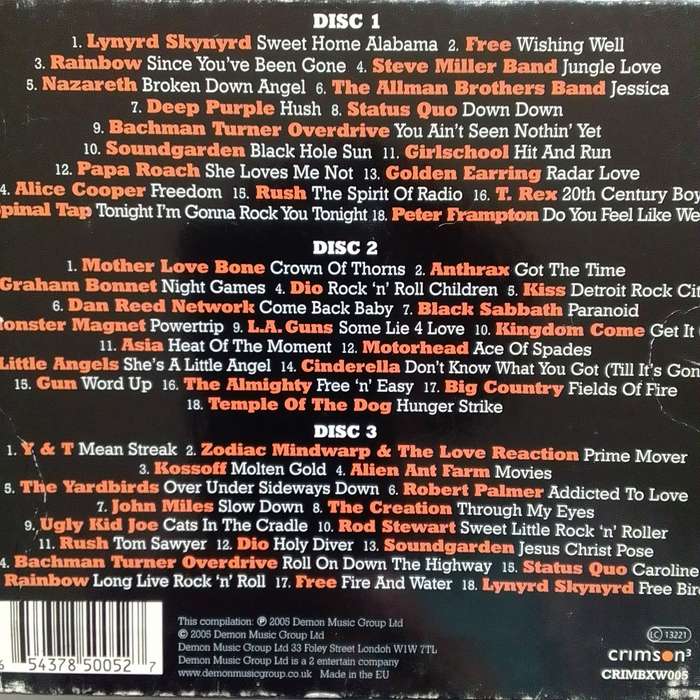 DISC 1
1. Lynyrd Skynyrd Sweet Home Alabama 2. Free Wishing Well
3. Rainbow Since You've Been Gone 4. Steve Miller Band Jungle Love
5. Nazareth Broken Down Angel 6. The Allman Brothers Band Jessica
7. Deep Purple Hush 8. Status Quo Down Down
9. Bachman Turner Overdrive You Ain't Seen Nothin' Yet
10. Soundgarden Black Hole Sun 11. Girlschool Hit And Run
12. Papa Roach She Loves Me Not 13. Golden Earring Radar Love
4. Alice Cooper Freedom 15. Rush The Spirit Of Radio 16. T. Rex 20th Century Boy
Spinal Tap Tonight I'm Gonna Rock You Tonight 18. Peter Frampton Do You Feel Like We
DISC 2
1. Mother Love Bone Crown Of Thorns 2. Anthrax Got The Time
Graham Bonnet Night Games 4. Dio Rock 'n' Roll Children 5. Kiss Detroit Rock Cit
6. Dan Reed Network Come Back Baby 7. Black Sabbath Paranoid
onster Magnet Powertrip 9. L.A. Guns Some Lie 4 Love 10. Kingdom Come Get It
11. Asia Heat Of The Moment 12. Motorhead Ace Of Spades
Little Angels She's A Little Angel 14. Cinderella Don't Know What You Got (Till It's Gon
15. Gun Word Up 16. The Almighty Free 'n' Easy 17. Big Country Fields Of Fire
18. Temple Of The Dog Hunger Strike
DISC 3
1. Y & T Mean Streak 2. Zodiac Mindwarp & The Love Reaction Prime Mover
3. Kossoff Molten Gold 4. Alien Ant Farm Movies
5. The Yardbirds Over Under Sideways Down 6. Robert Palmer Addicted To Love
7. John Miles Slow Down 8. The Creation Through My Eyes
9. Ugly Kid Joe Cats In The Cradle 10. Rod Stewart Sweet Little Rock 'n' Roller
11. Rush Tom Sawyer 12. Dio Holy Diver 13. Soundgarden Jesus Christ Pose
4. Bachman Turner Overdrive Roll On Down The Highway 15. Status Quo Caroline
Rainbow Long Live Rock 'n' Roll 17. Free Fire And Water 18. Lynyrd Skynyrd Free Bir
This compilation: ℗ 2005 Demon Music Group Ltd
© 2005 Demon Music Group Ltd
Demon Music Group Ltd 33 Foley Street London W1W 7TL
Demon Music Group Ltd is a 2 entertain company
www.demonmusicgroup.co.uk Made in the EU
LC 13221
crimson3
CRIMBXW005
6 54378 50052 7